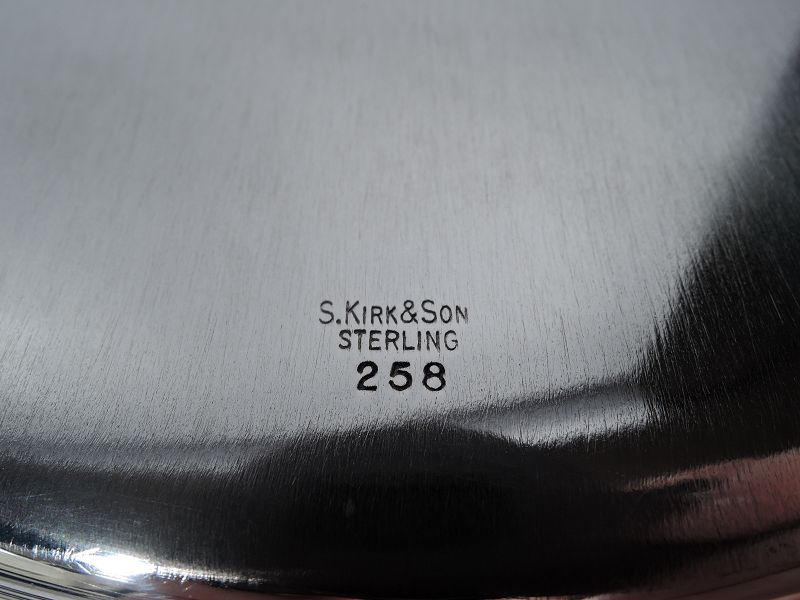 S. KIRK & SON
STERLING
258